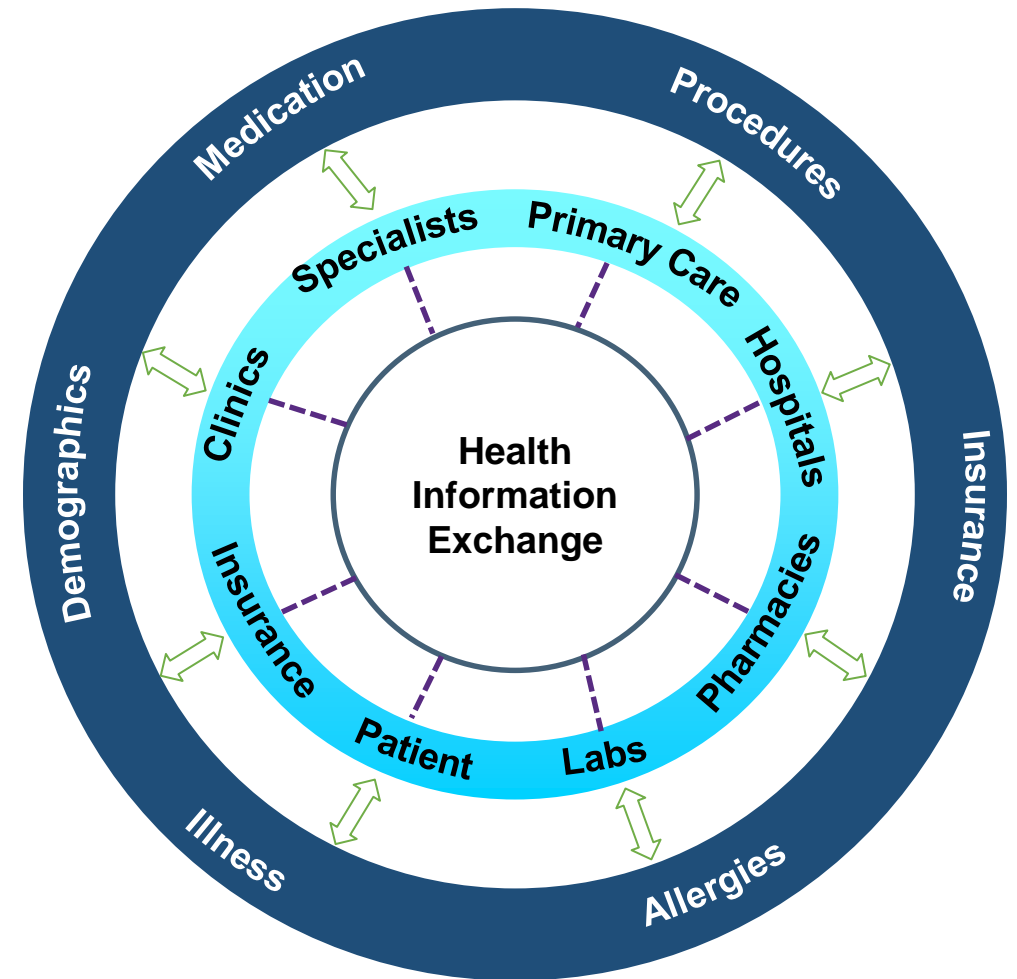 Medication
Procedures
Insurance
Allergies
Illness
Demographics
Specialists
Primary Care
Hospitals
Pharmacies
Labs
Patient
Insurance
Clinics
Health
Information
Exchange